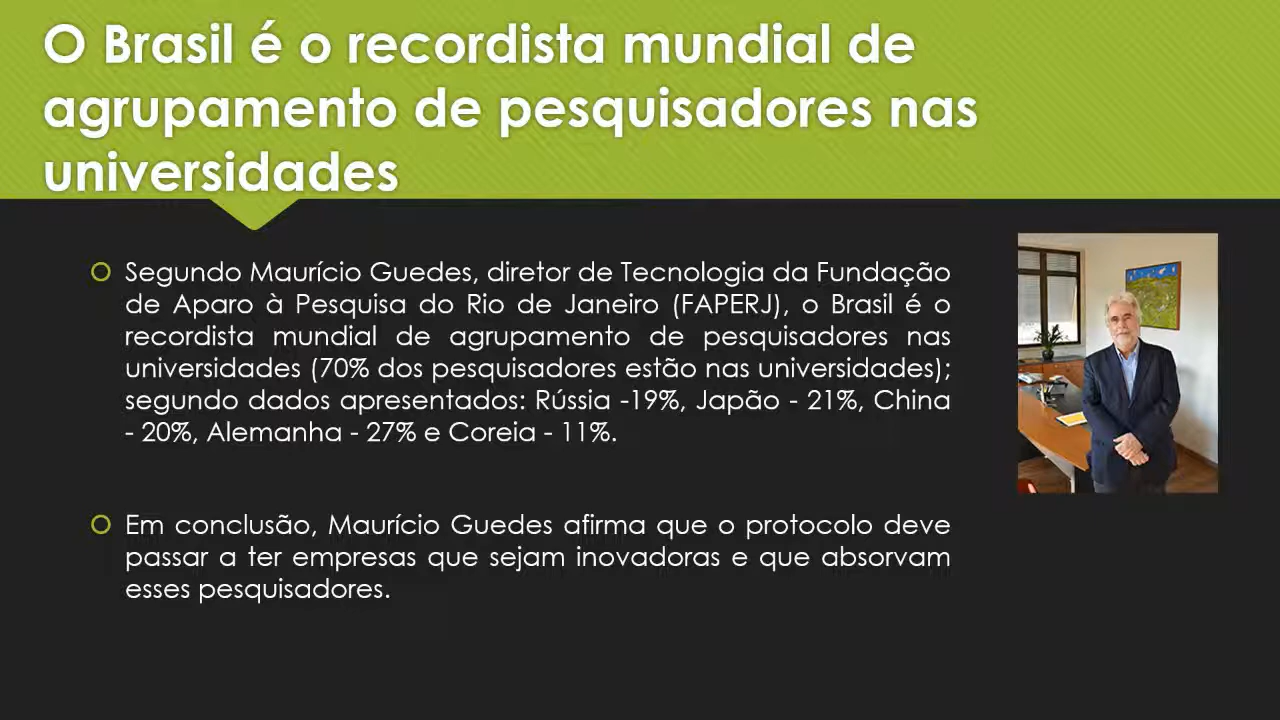 O Brasil é o recordista mundial de
agrupamento de pesquisadores nas
universidades
Segundo Maurício Guedes, diretor de Tecnologia da Fundação
de Aparo à Pesquisa do Rio de Janeiro (FAPERJ), o Brasil é o
recordista mundial de agrupamento de pesquisadores nas
universidades (70% dos pesquisadores estão nas universidades);
segundo dados apresentados: Rússia -19%, Japão - 21%, China
- 20%, Alemanha - 27% e Coreia - 11%.
Em conclusão, Maurício Guedes afirma que o protocolo deve
passar a ter empresas que sejam inovadoras e que absorvam
esses pesquisadores.